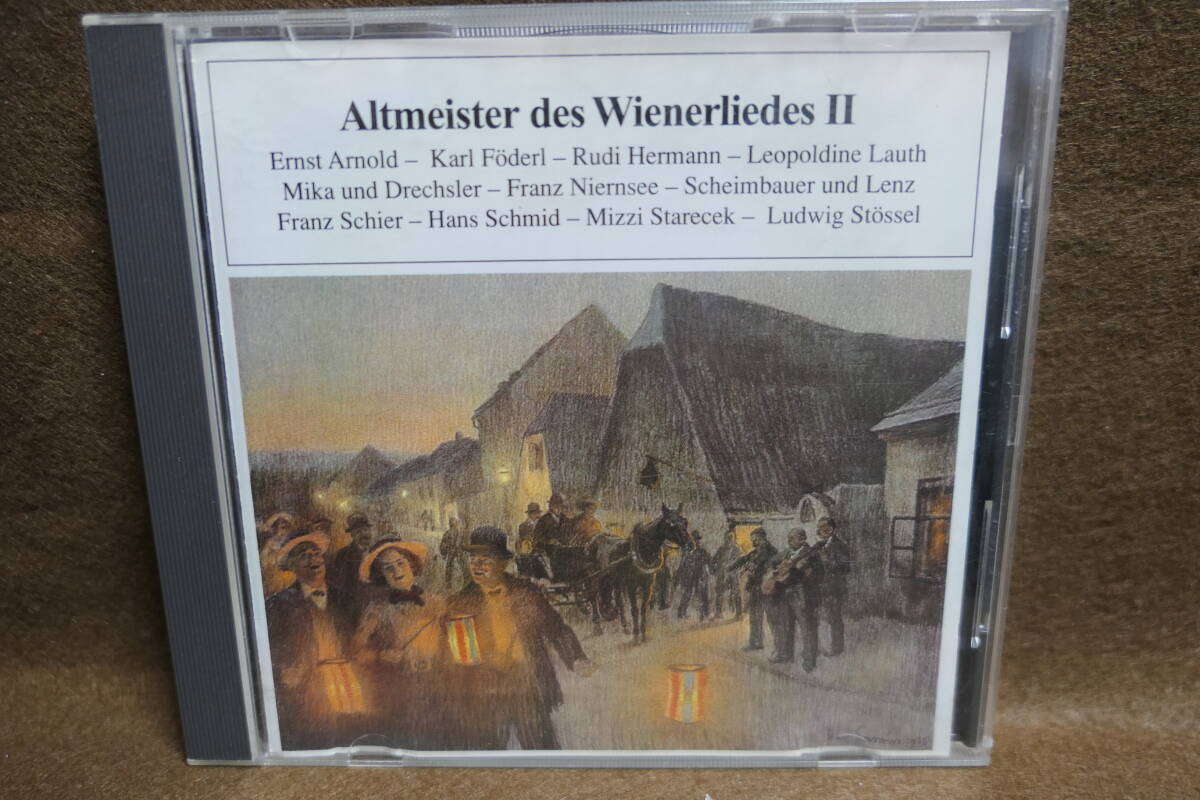 Altmeister des Wienerliedes II
Ernst Arnold – Karl Föderl – Rudi Hermann – Leopoldine Lauth
Mika und Drechsler – Franz Niernsee – Scheimbauer und Lenz
Franz Schier – Hans Schmid – Mizzi Starecek – Ludwig Stössel